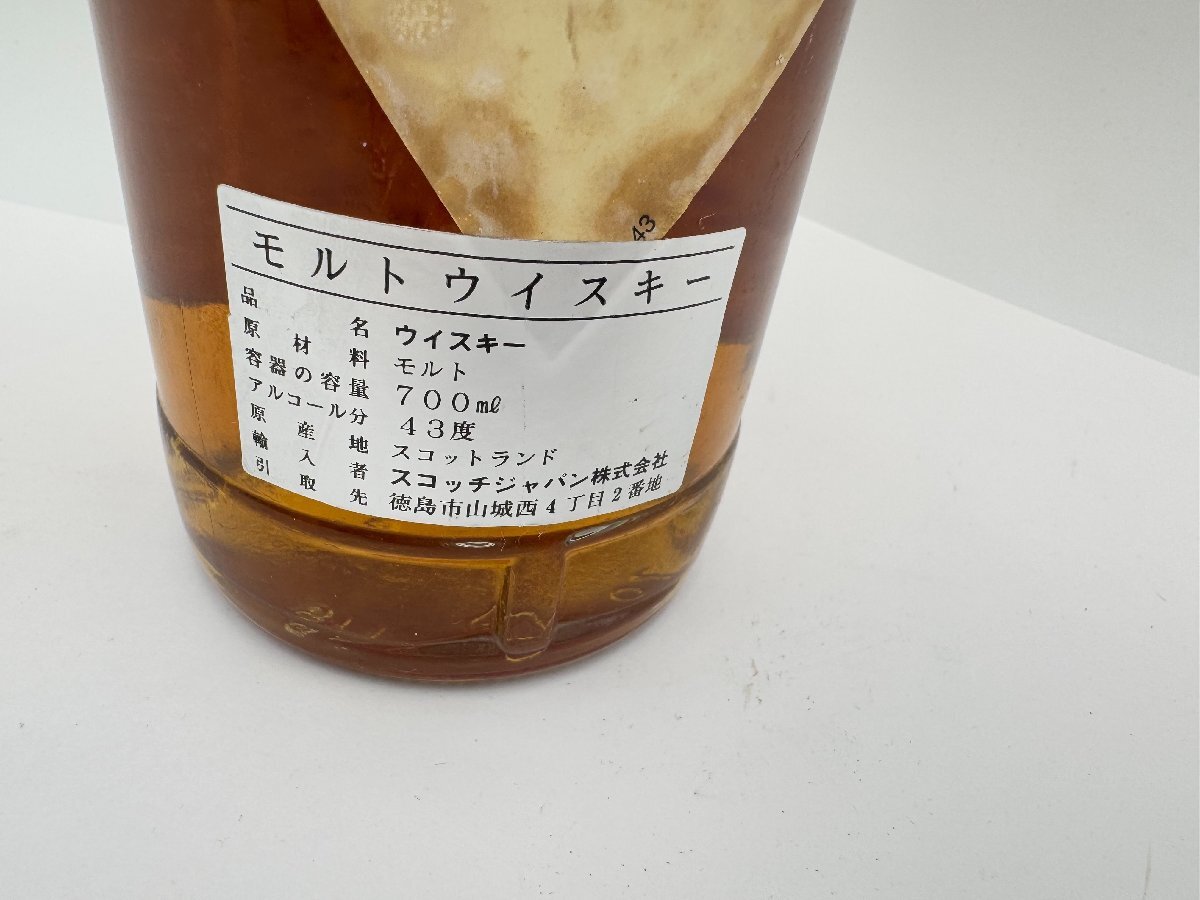 43
モルトウイスキー
品名 ウイスキー
原材料 モルト
容器の容量 700㎖
アルコール分 43度
原産地 スコットランド
輸入者 スコッチジャパン株式会社
引取先 徳島市山城西4丁目2番地